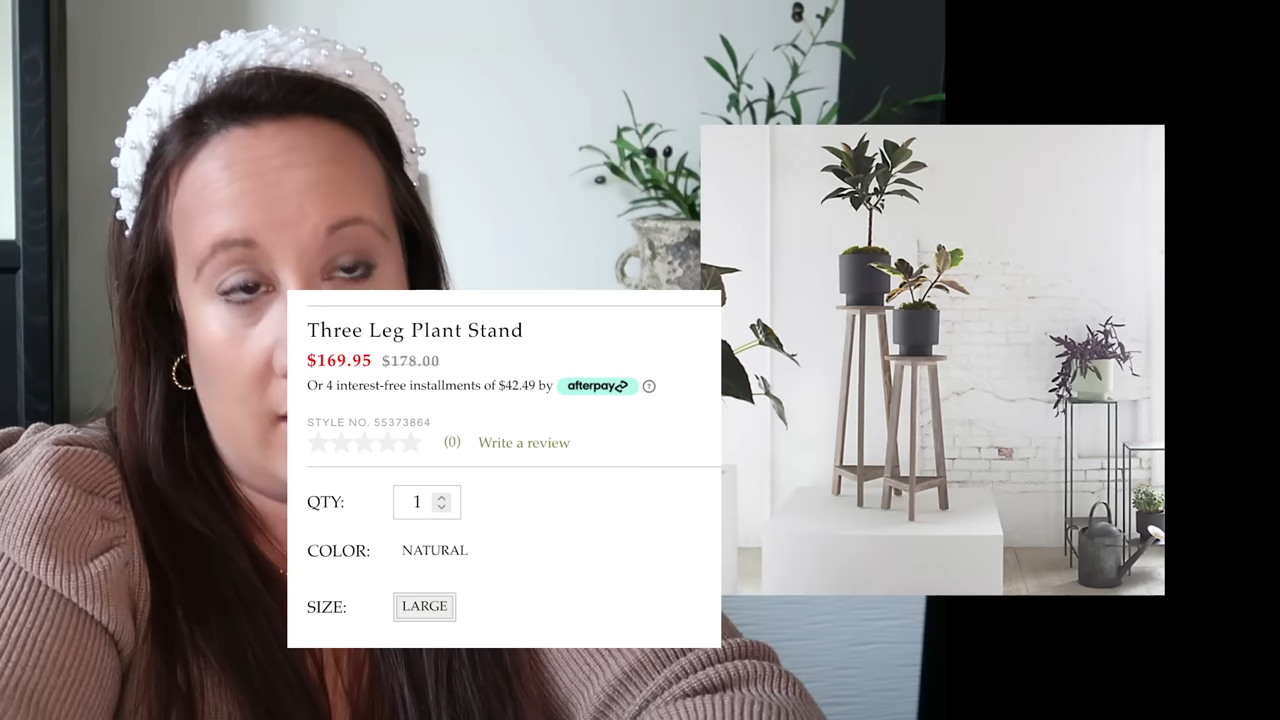 Three Leg Plant Stand
$169.95 $178.00
Or 4 interest-free installments of $42.49 by afterpay ?
STYLE NO. 55373864
(0) Write a review
QTY: 1
COLOR: NATURAL
SIZE: LARGE